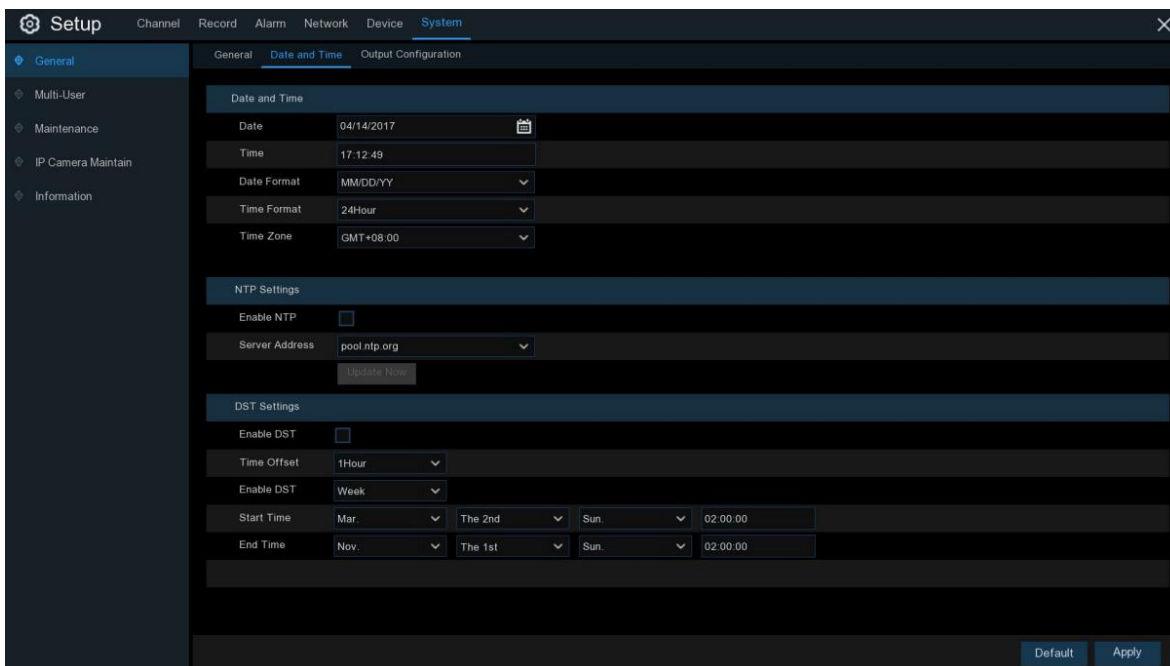 Setup Channel Record Alarm Network Device System
General
Multi-User
Maintenance
IP Camera Maintain
Information
General Date and Time Output Configuration
Date and Time
Date 04/14/2017
Time 17:12:49
Date Format MM/DD/YY
Time Format 24Hour
Time Zone GMT+08:00
NTP Settings
Enable NTP
Server Address pool.ntp.org
Update Now
DST Settings
Enable DST
Time Offset 1Hour
Enable DST Week
Start Time Mar. The 2nd Sun. 02:00:00
End Time Nov. The 1st Sun. 02:00:00
Default Apply